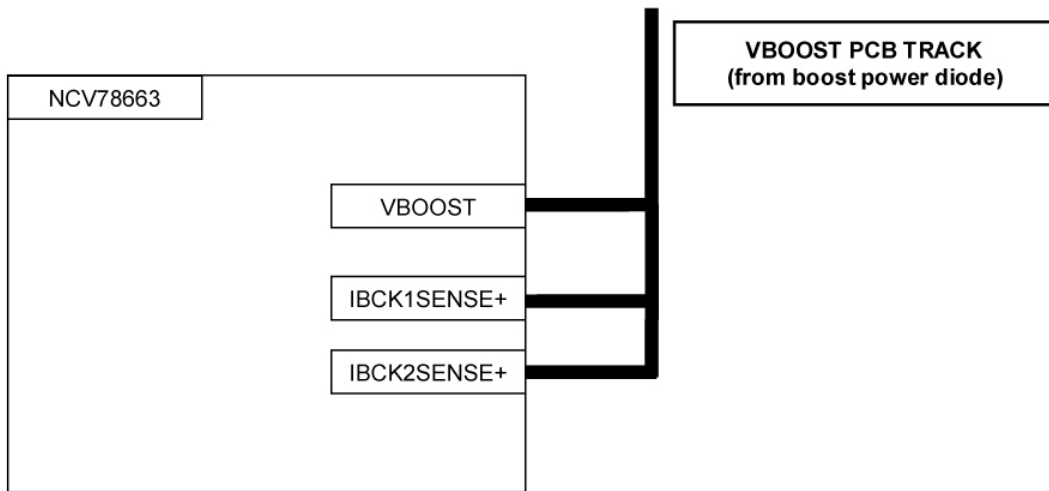 VBOOST PCB TRACK
(from boost power diode)
NCV78663
VBOOST
IBCK1SENSE+
IBCK2SENSE+